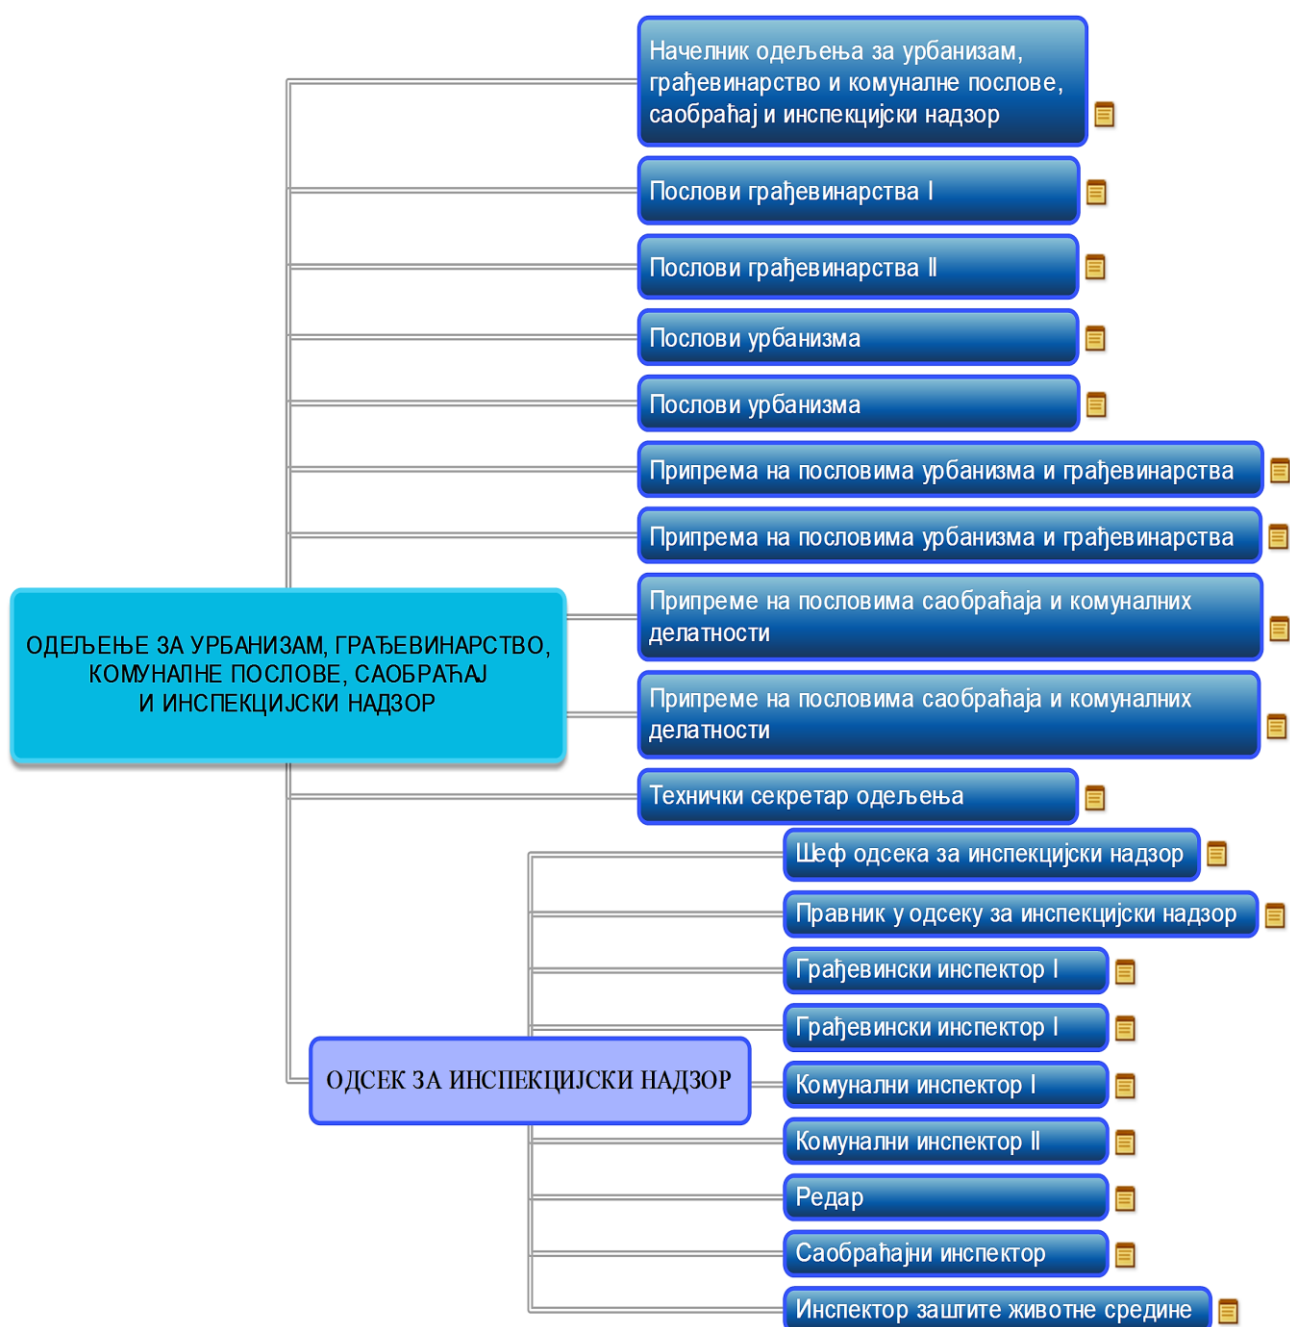 Начелник одељења за урбанизам,
грађевинарство и комуналне послове,
саобраћај и инспекцијски надзор
Послови грађевинарства I
Послови грађевинарства II
Послови урбанизма
Послови урбанизма
Припрема на пословима урбанизма и грађевинарства
Припрема на пословима урбанизма и грађевинарства
Припреме на пословима саобраћаја и комуналних
делатности
ОДЕЉЕЊЕ ЗА УРБАНИЗАМ, ГРАЂЕВИНАРСТВО,
КОМУНАЛНЕ ПОСЛОВЕ, САОБРАЋАЈ
И ИНСПЕКЦИЈСКИ НАДЗОР
Припреме на пословима саобраћаја и комуналних
делатности
Технички секретар одељења
Шеф одсека за инспекцијски надзор
Правник у одсеку за инспекцијски надзор
Грађевински инспектор I
Грађевински инспектор I
ОДСЕК ЗА ИНСПЕКЦИЈСКИ НАДЗОР
Комунални инспектор I
Комунални инспектор II
Редар
Саобраћајни инспектор
Инспектор заштите животне средине